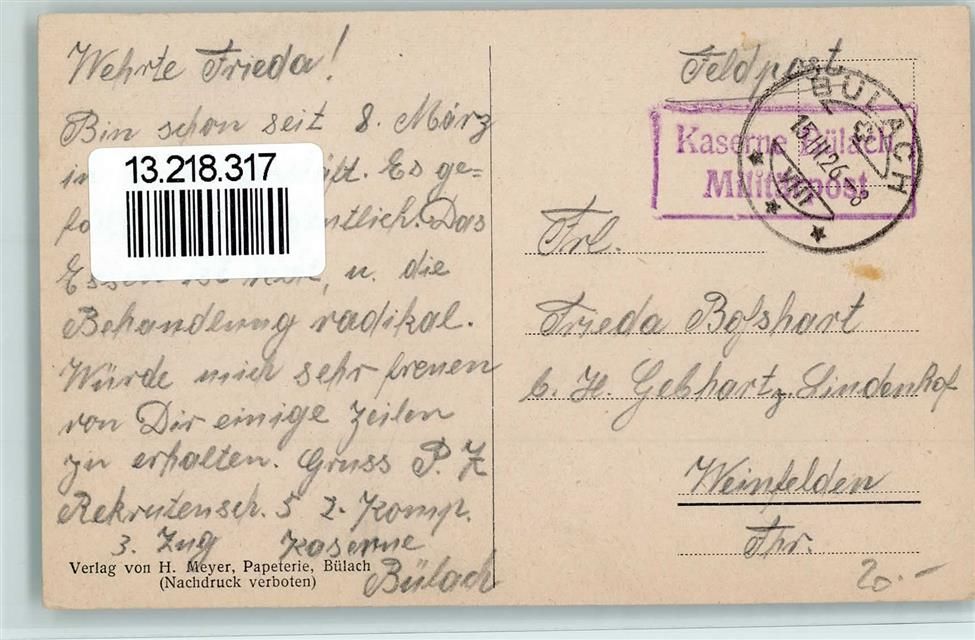 Wehrte Frieda!
Bin schon seit 8. März
Es ge=
Das
u. die
Behandlung radikal.
Würde mich sehr freuen
von Dir einige Zeilen
zu erhalten. Gruss P. Z
Rekrutensch. 5 2. Komp.
3. Zug Kaserne
Bülach
Verlag von H. Meyer, Papeterie, Bülach
(Nachdruck verboten)
13.218.317
Feldpost
Kaserne Bülach
Militärpost
BÜLACH
Frl.
Frieda Boßhart
b. H. Gebhart z. Lindenhof
Weinfelden
Thr.
20.-